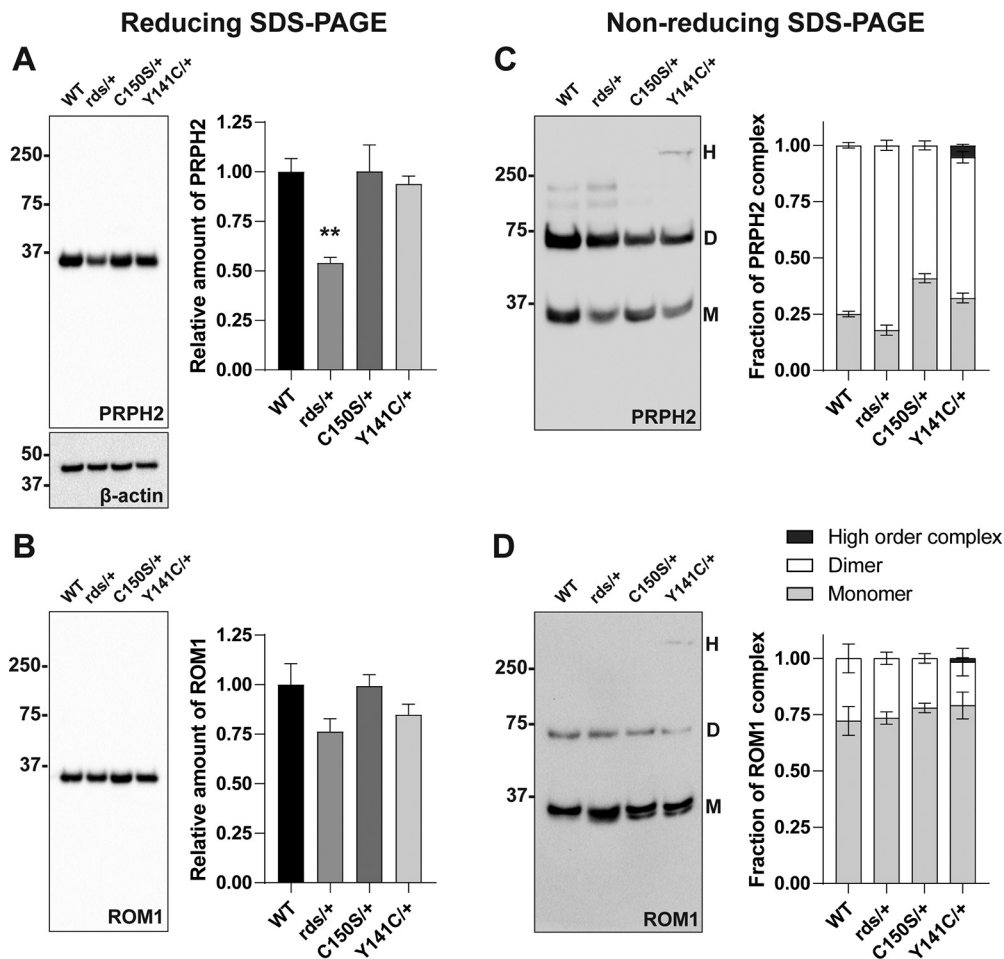 Reducing SDS-PAGE
Non-reducing SDS-PAGE
A
WT
rds/+
C150S/+
Y141C/+
250
75
37
PRPH2
50
37
β-actin
Relative amount of PRPH2
1.25
1.00
0.75
0.50
0.25
0.00
**
WT
rds/+
C150S/+
Y141C/+
C
WT
rds/+
C150S/+
Y141C/+
250
75
37
H
D
M
PRPH2
Fraction of PRPH2 complex
1.00
0.75
0.50
0.25
0.00
WT
rds/+
C150S/+
Y141C/+
B
WT
rds/+
C150S/+
Y141C/+
250
75
37
ROM1
Relative amount of ROM1
1.25
1.00
0.75
0.50
0.25
0.00
WT
rds/+
C150S/+
Y141C/+
D
WT
rds/+
C150S/+
Y141C/+
250
75
37
H
D
M
ROM1
High order complex
Dimer
Monomer
Fraction of ROM1 complex
1.00
0.75
0.50
0.25
0.00
WT
rds/+
C150S/+
Y141C/+